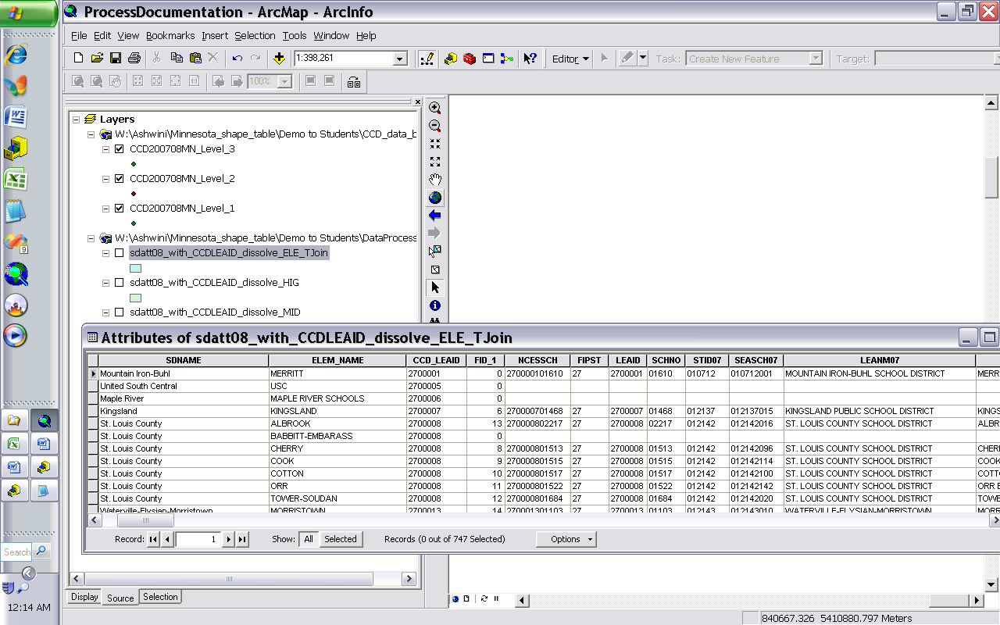 ProcessDocumentation - ArcMap - ArcInfo
File Edit View Bookmarks Insert Selection Tools Window Help
1:398,261 Editor Task: Create New Feature Target:
100%
Layers
W:\Ashwini\Minnesota_shape_table\Demo to Students\CCD_data_b
CCD200708MN_Level_3
CCD200708MN_Level_2
CCD200708MN_Level_1
W:\Ashwini\Minnesota_shape_table\Demo to Students\DataProcess
sdatt08_with_CCDLEAID_dissolve_ELE_TJoin
sdatt08_with_CCDLEAID_dissolve_HIG
sdatt08_with_CCDLEAID_dissolve_MID
Attributes of sdatt08_with_CCDLEAID_dissolve_ELE_TJoin
SDNAME ELEM_NAME CCD_LEAID FID_1 NCESSCH FIPST LEAID SCHNO STID07 SEASCH07 LEANM07
Mountain Iron-Buhl MERRITT 2700001 0 270000101610 27 2700001 01610 010712 010712001 MOUNTAIN IRON-BUHL SCHOOL DISTRICT MERR
United South Central USC 2700005 0
Maple River MAPLE RIVER SCHOOLS 2700006 0
Kingsland KINGSLAND 2700007 6 270000701468 27 2700007 01468 012137 012137015 KINGSLAND PUBLIC SCHOOL DISTRICT KINGS
St. Louis County ALBROOK 2700008 13 270000802217 27 2700008 02217 012142 012142016 ST. LOUIS COUNTY SCHOOL DISTRICT ALBR
St. Louis County BABBITT-EMBARASS 2700008 0
St. Louis County CHERRY 2700008 8 270000801513 27 2700008 01513 012142 012142096 ST. LOUIS COUNTY SCHOOL DISTRICT CHER
St. Louis County COOK 2700008 9 270000801515 27 2700008 01515 012142 012142114 ST. LOUIS COUNTY SCHOOL DISTRICT COOK
St. Louis County COTTON 2700008 10 270000801517 27 2700008 01517 012142 012142100 ST. LOUIS COUNTY SCHOOL DISTRICT COTTO
St. Louis County ORR 2700008 11 270000801522 27 2700008 01522 012142 012142142 ST. LOUIS COUNTY SCHOOL DISTRICT ORR E
St. Louis County TOWER-SOUDAN 2700008 12 270000801684 27 2700008 01684 012142 012142020 ST. LOUIS COUNTY SCHOOL DISTRICT TOWE
Waterville-Elysian-Morristown MORRISTOWN 2700013 14 270001301103 27 2700013 01103 012143 012143010 WATERVILLE-ELYSIAN-MORRISTOWN MORR
Record: 1 Show: All Selected Records (0 out of 747 Selected) Options
Search
Display Source Selection
12:14 AM
840667.326 5410880.797 Meters